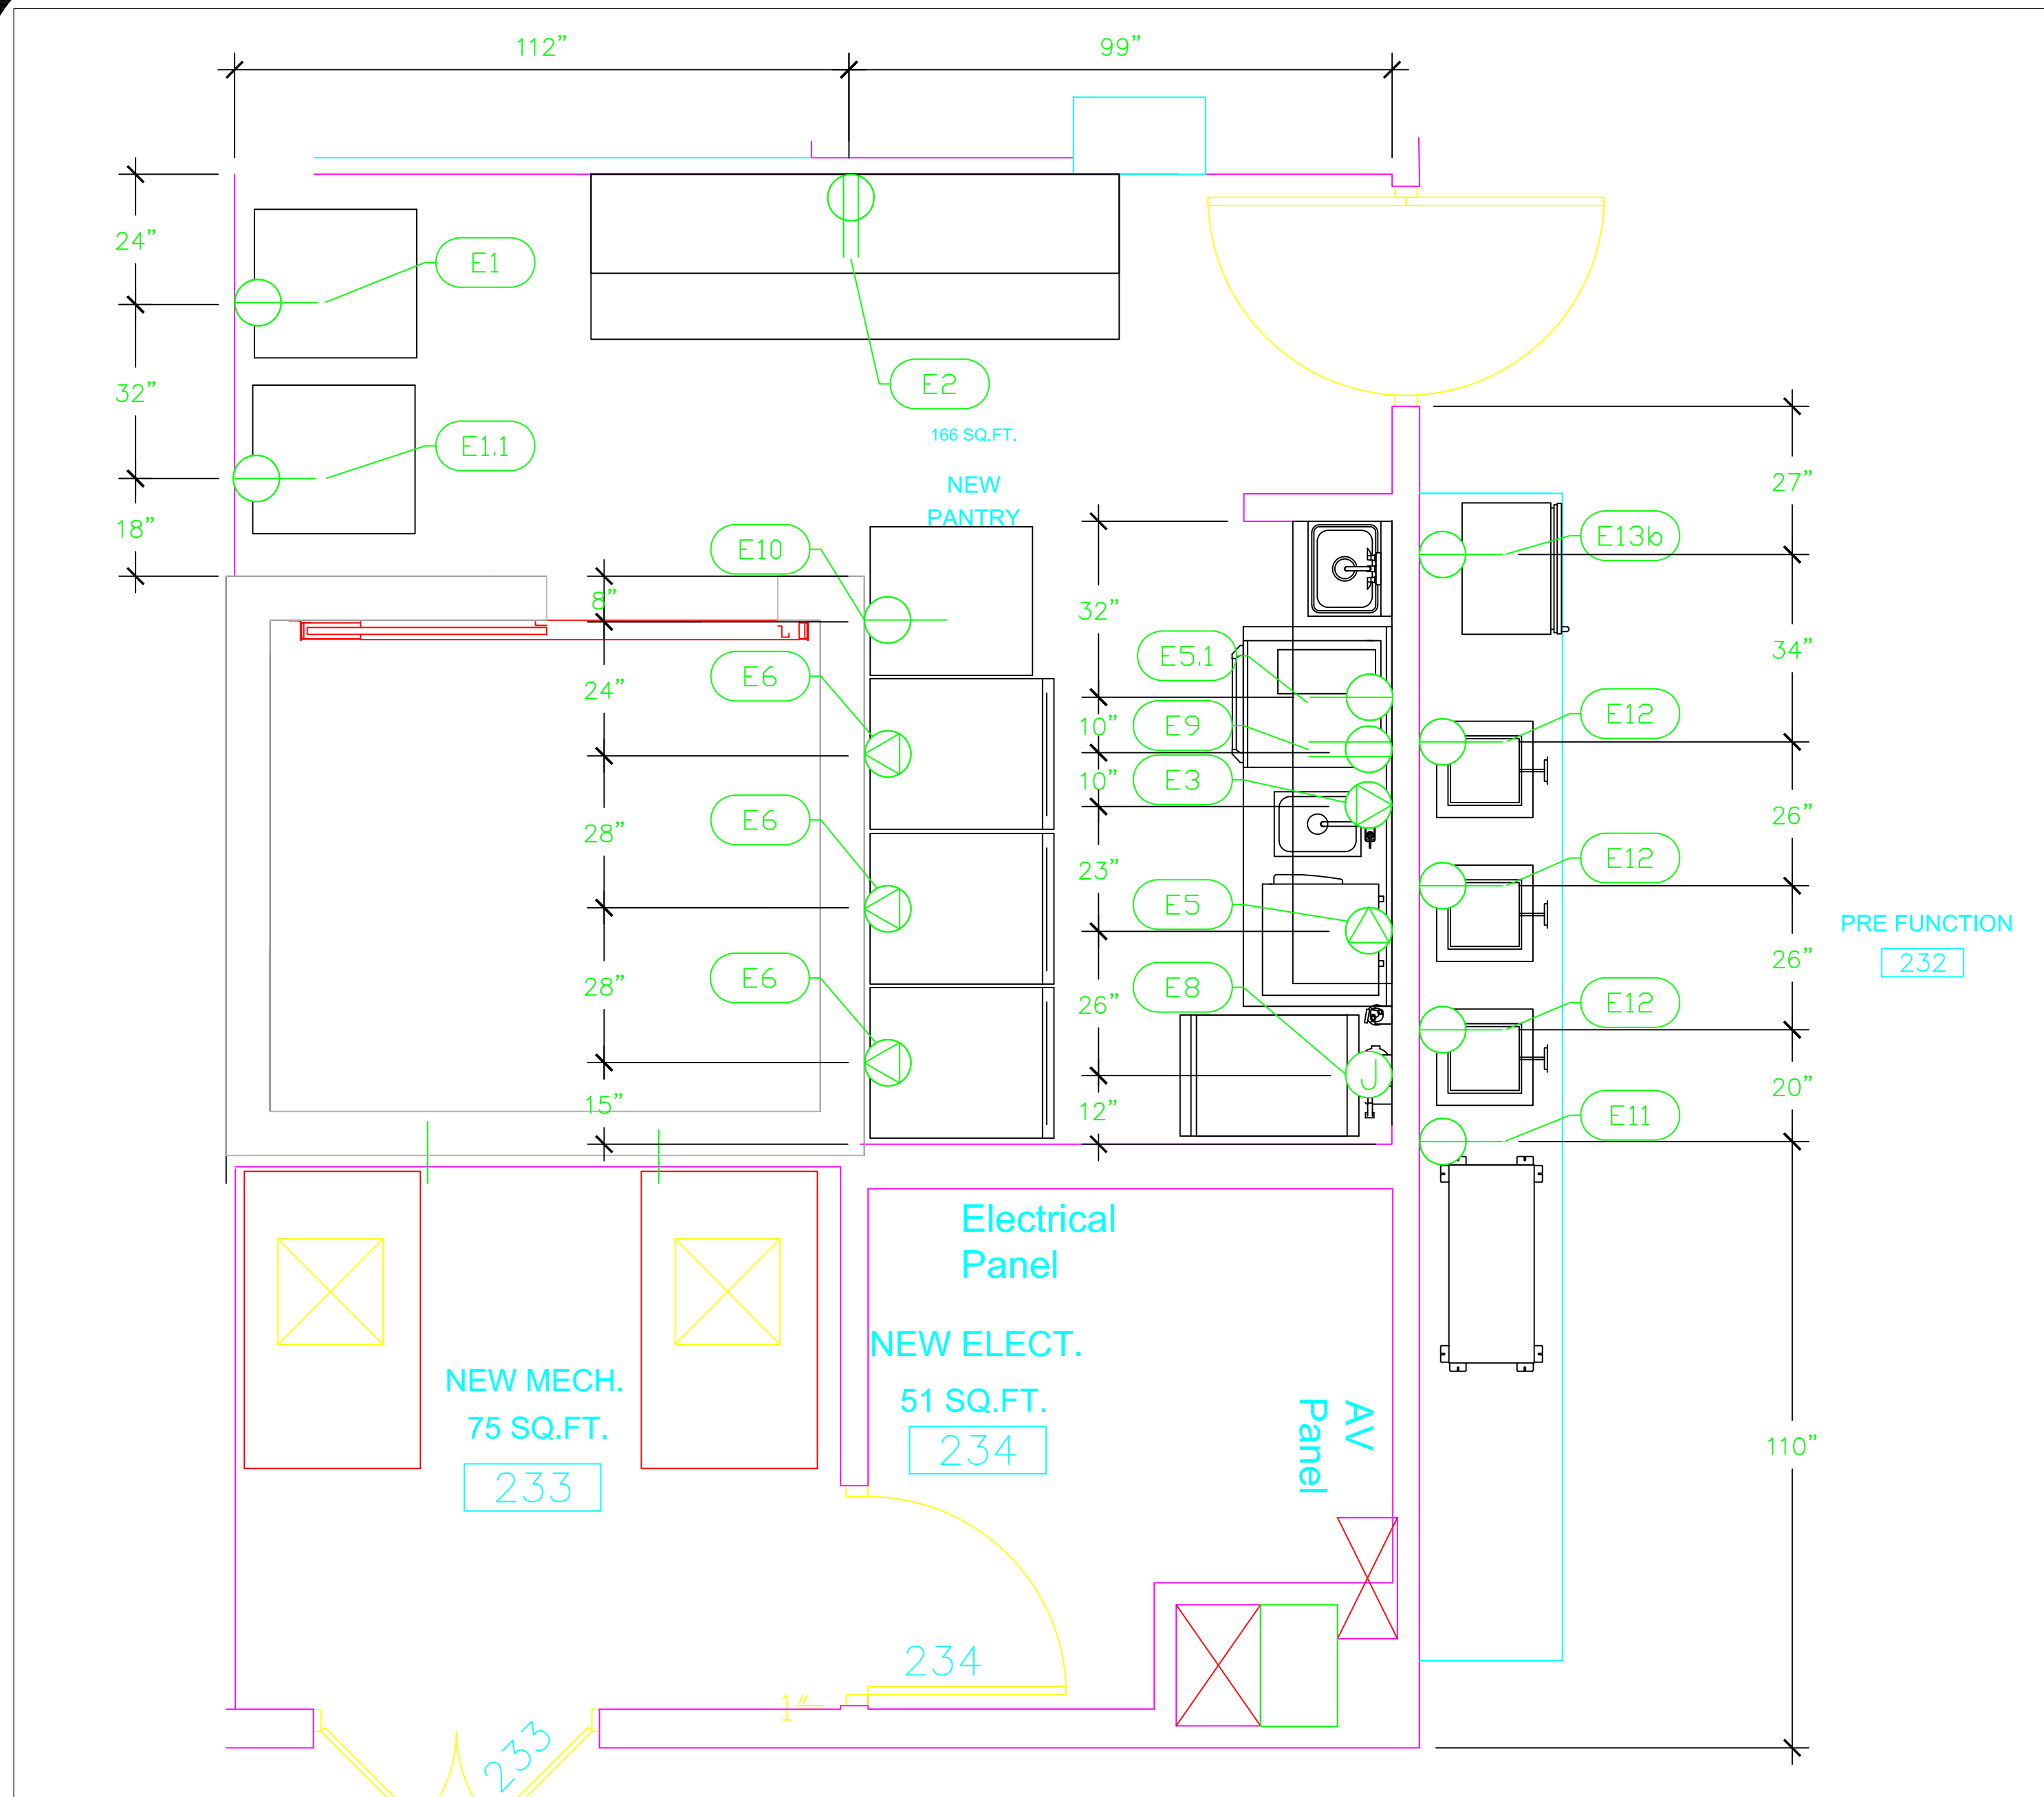 112”
99”
24”
E1
32”
E2
166 SQ.FT.
E1.1
27”
NEW
PANTRY
18”
E10
E13b
8”
32”
E5.1
34”
E6
24”
E12
10”
E9
10”
E3
26”
E6
28”
E12
23”
E5
PRE FUNCTION
232
26”
E6
28”
E8
E12
26”
J
20”
15”
12”
E11
Electrical
Panel
NEW ELECT.
51 SQ.FT.
234
NEW MECH.
75 SQ.FT.
233
AV
Panel
110”
234
1"
233